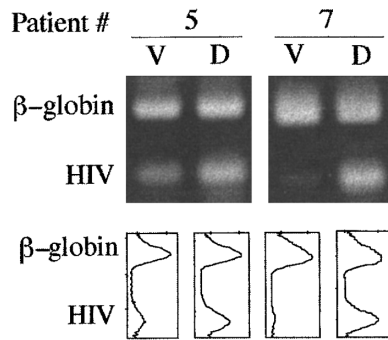 Patient # 5 7
V D V D
β–globin
HIV
β–globin
HIV